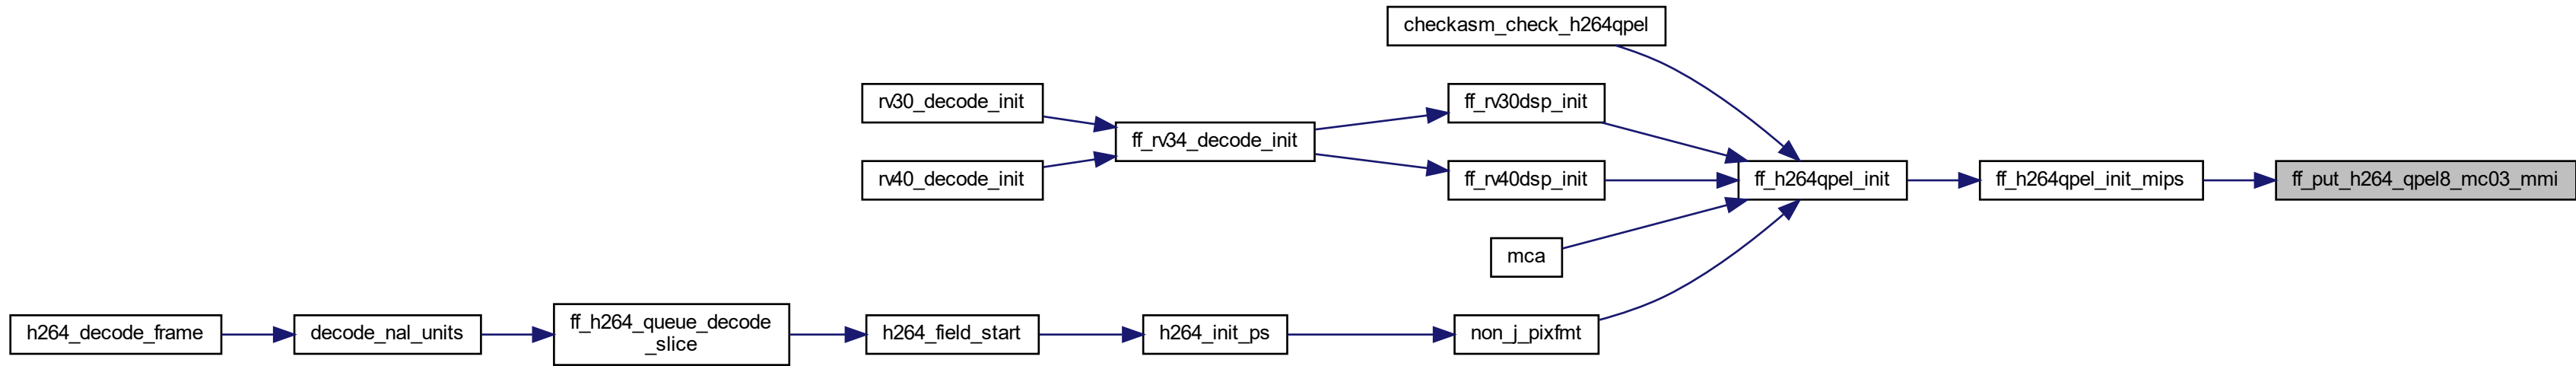 checkasm_check_h264qpel
rv30_decode_init
ff_rv30dsp_init
ff_rv34_decode_init
rv40_decode_init
ff_rv40dsp_init
ff_h264qpel_init
ff_h264qpel_init_mips
ff_put_h264_qpel8_mc03_mmi
mca
h264_decode_frame
decode_nal_units
ff_h264_queue_decode
_slice
h264_field_start
h264_init_ps
non_j_pixfmt